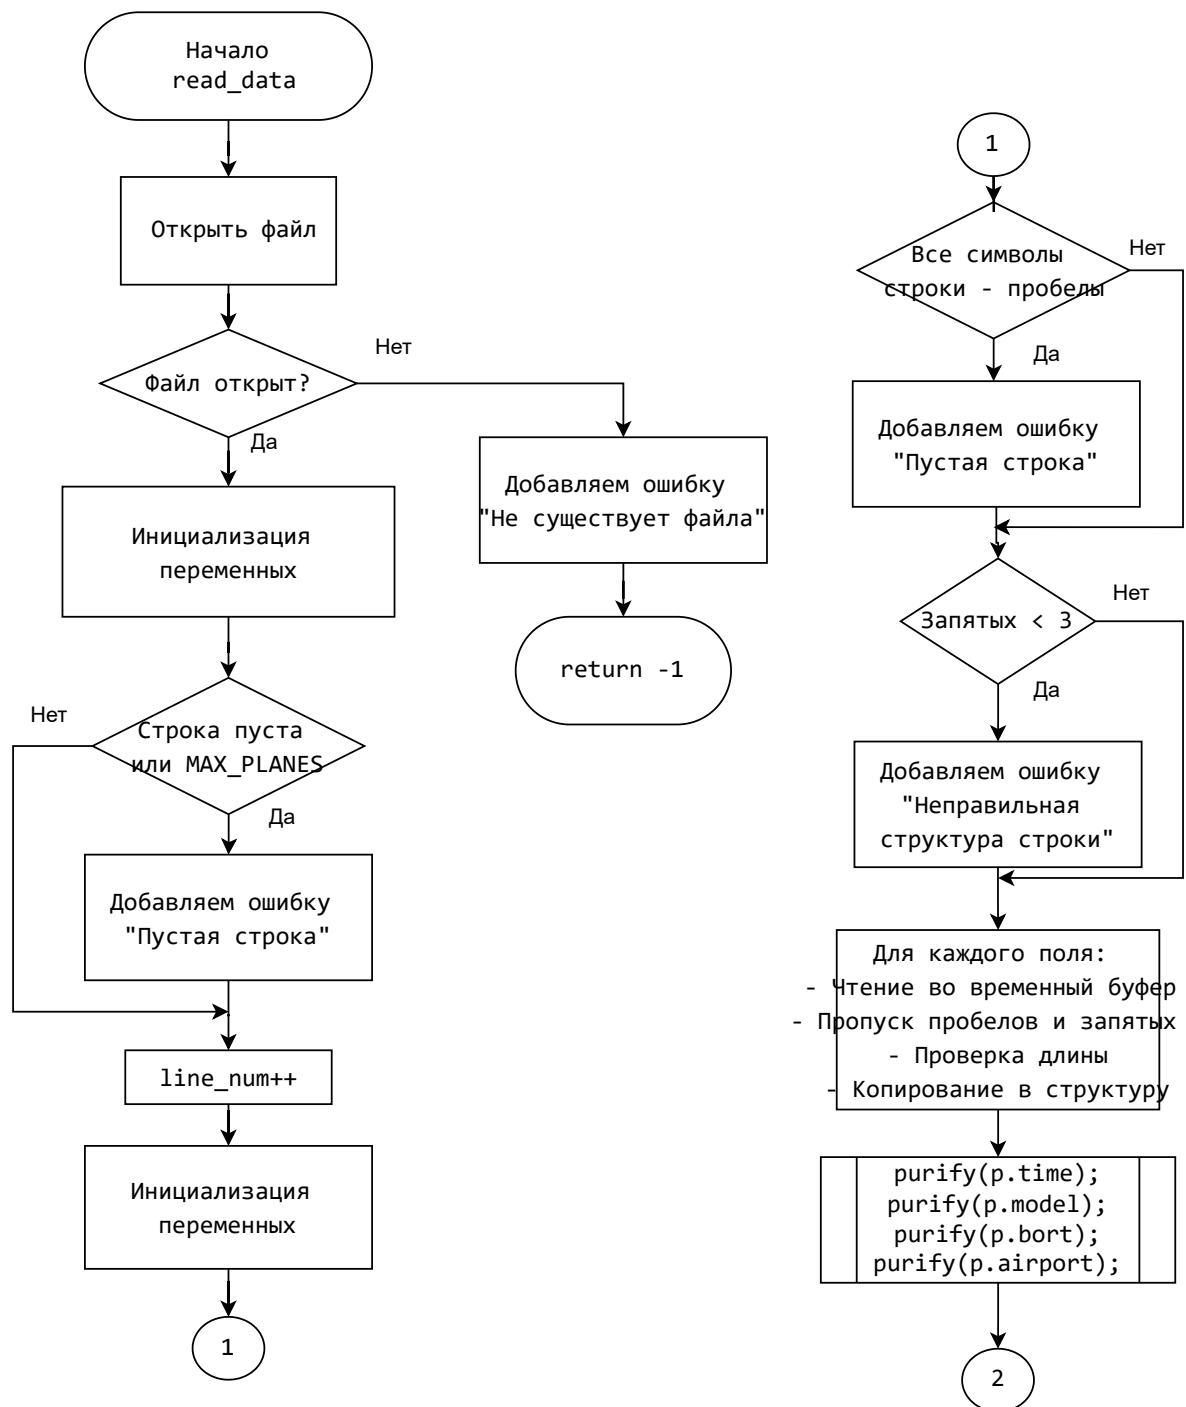 Начало
read_data
Открыть файл
Файл открыт?
Нет
Да
Добавляем ошибку
"Не существует файла"
return -1
Инициализация
переменных
Строка пуста
или MAX_PLANES
Нет
Да
Добавляем ошибку
"Пустая строка"
line_num++
Инициализация
переменных
1
1
Все символы
строки - пробелы
Нет
Да
Добавляем ошибку
"Пустая строка"
Запятых < 3
Нет
Да
Добавляем ошибку
"Неправильная
структура строки"
Для каждого поля:
- Чтение во временный буфер
- Пропуск пробелов и запятых
- Проверка длины
- Копирование в структуру
purify(p.time);
purify(p.model);
purify(p.bort);
purify(p.airport);
2